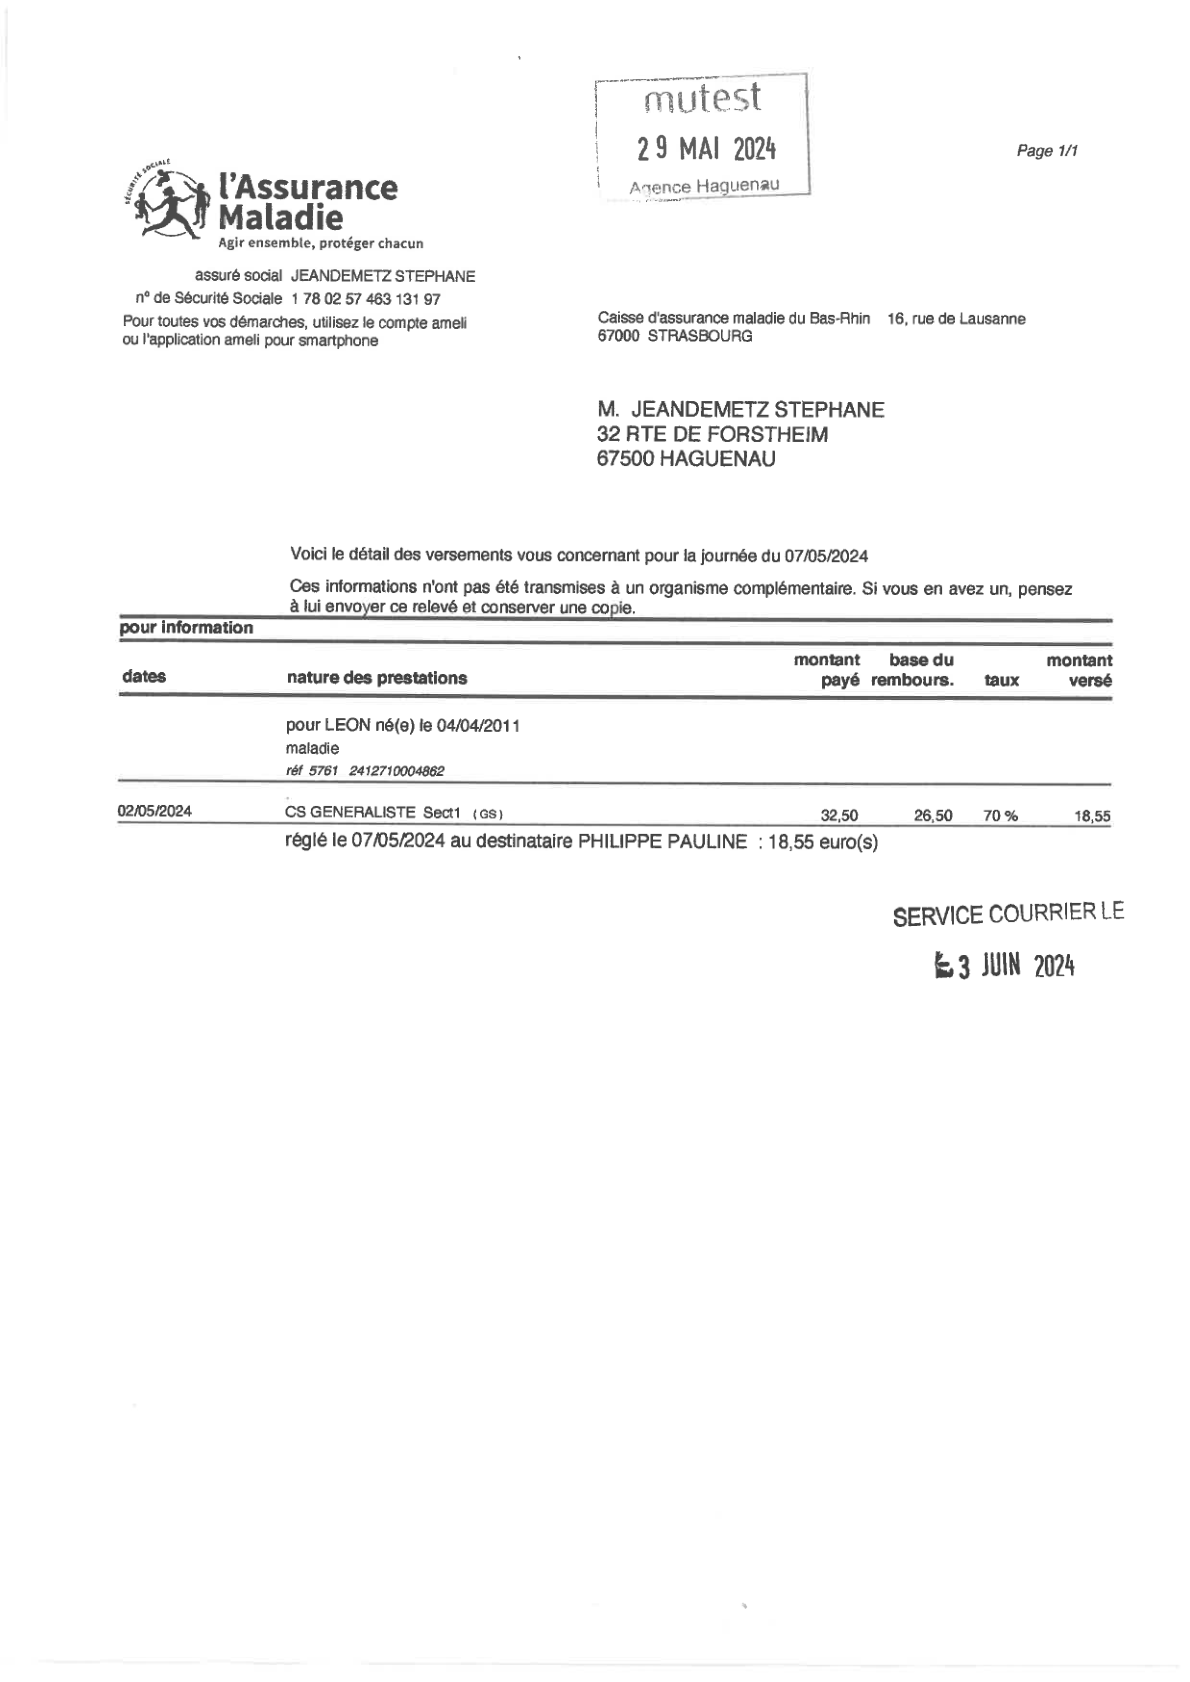 mutest
29 MAI 2024
Agence Haguenau
Page 1/1
SÉCURITÉ SOCIALE
l'Assurance
Maladie
Agir ensemble, protéger chacun
assuré social JEANDEMETZ STEPHANE
n° de Sécurité Sociale 1 78 02 57 463 131 97
Pour toutes vos démarches, utilisez le compte ameli
ou l'application ameli pour smartphone
Caisse d'assurance maladie du Bas-Rhin 16, rue de Lausanne
67000 STRASBOURG
M. JEANDEMETZ STEPHANE
32 RTE DE FORSTHEIM
67500 HAGUENAU
Voici le détail des versements vous concernant pour la journée du 07/05/2024
Ces informations n'ont pas été transmises à un organisme complémentaire. Si vous en avez un, pensez
à lui envoyer ce relevé et conserver une copie.
pour information
dates nature des prestations montant payé base du rembours. taux montant versé
pour LEON né(e) le 04/04/2011
maladie
réf 5761 2412710004862
02/05/2024 CS GENERALISTE Sect1 (GS) 32,50 26,50 70 % 18,55
réglé le 07/05/2024 au destinataire PHILIPPE PAULINE : 18,55 euro(s)
SERVICE COURRIER LE
3 JUIN 2024